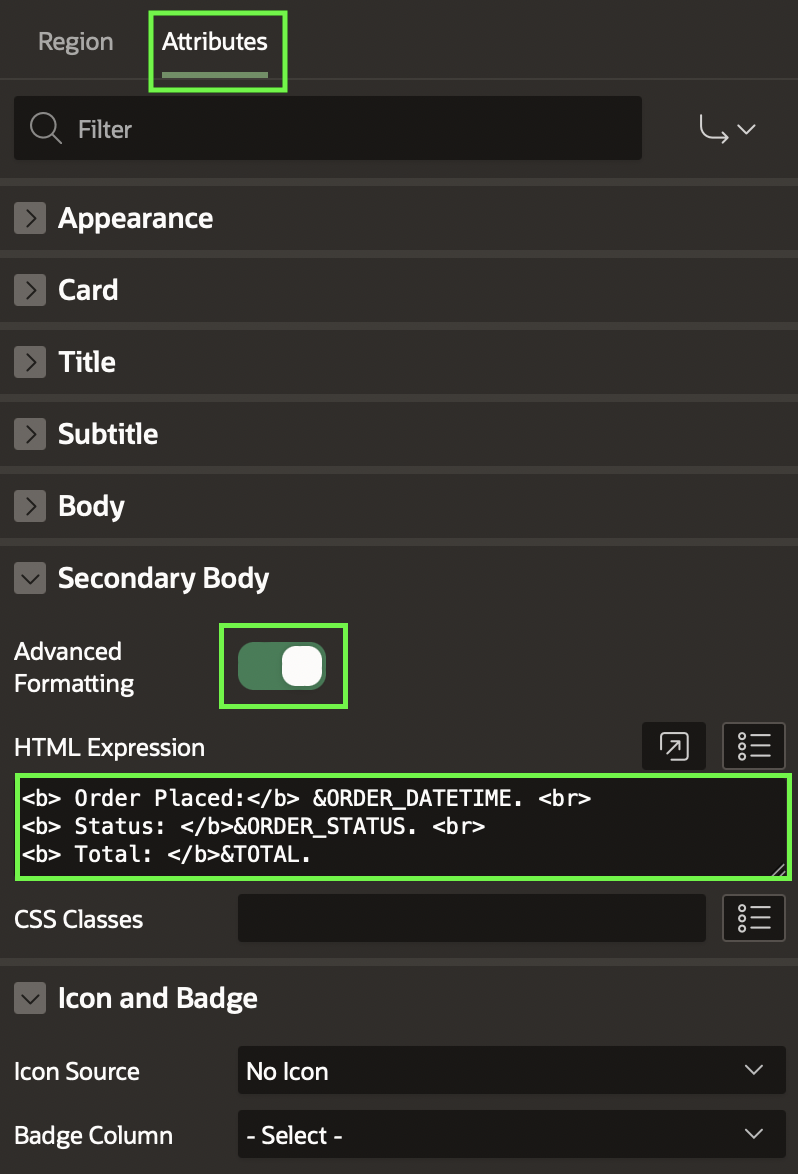 Region Attributes
Filter
Appearance
Card
Title
Subtitle
Body
Secondary Body
Advanced
Formatting
HTML Expression
<b> Order Placed:</b> &ORDER_DATETIME. <br>
<b> Status: </b>&ORDER_STATUS. <br>
<b> Total: </b>&TOTAL.
CSS Classes
Icon and Badge
Icon Source No Icon
Badge Column - Select -